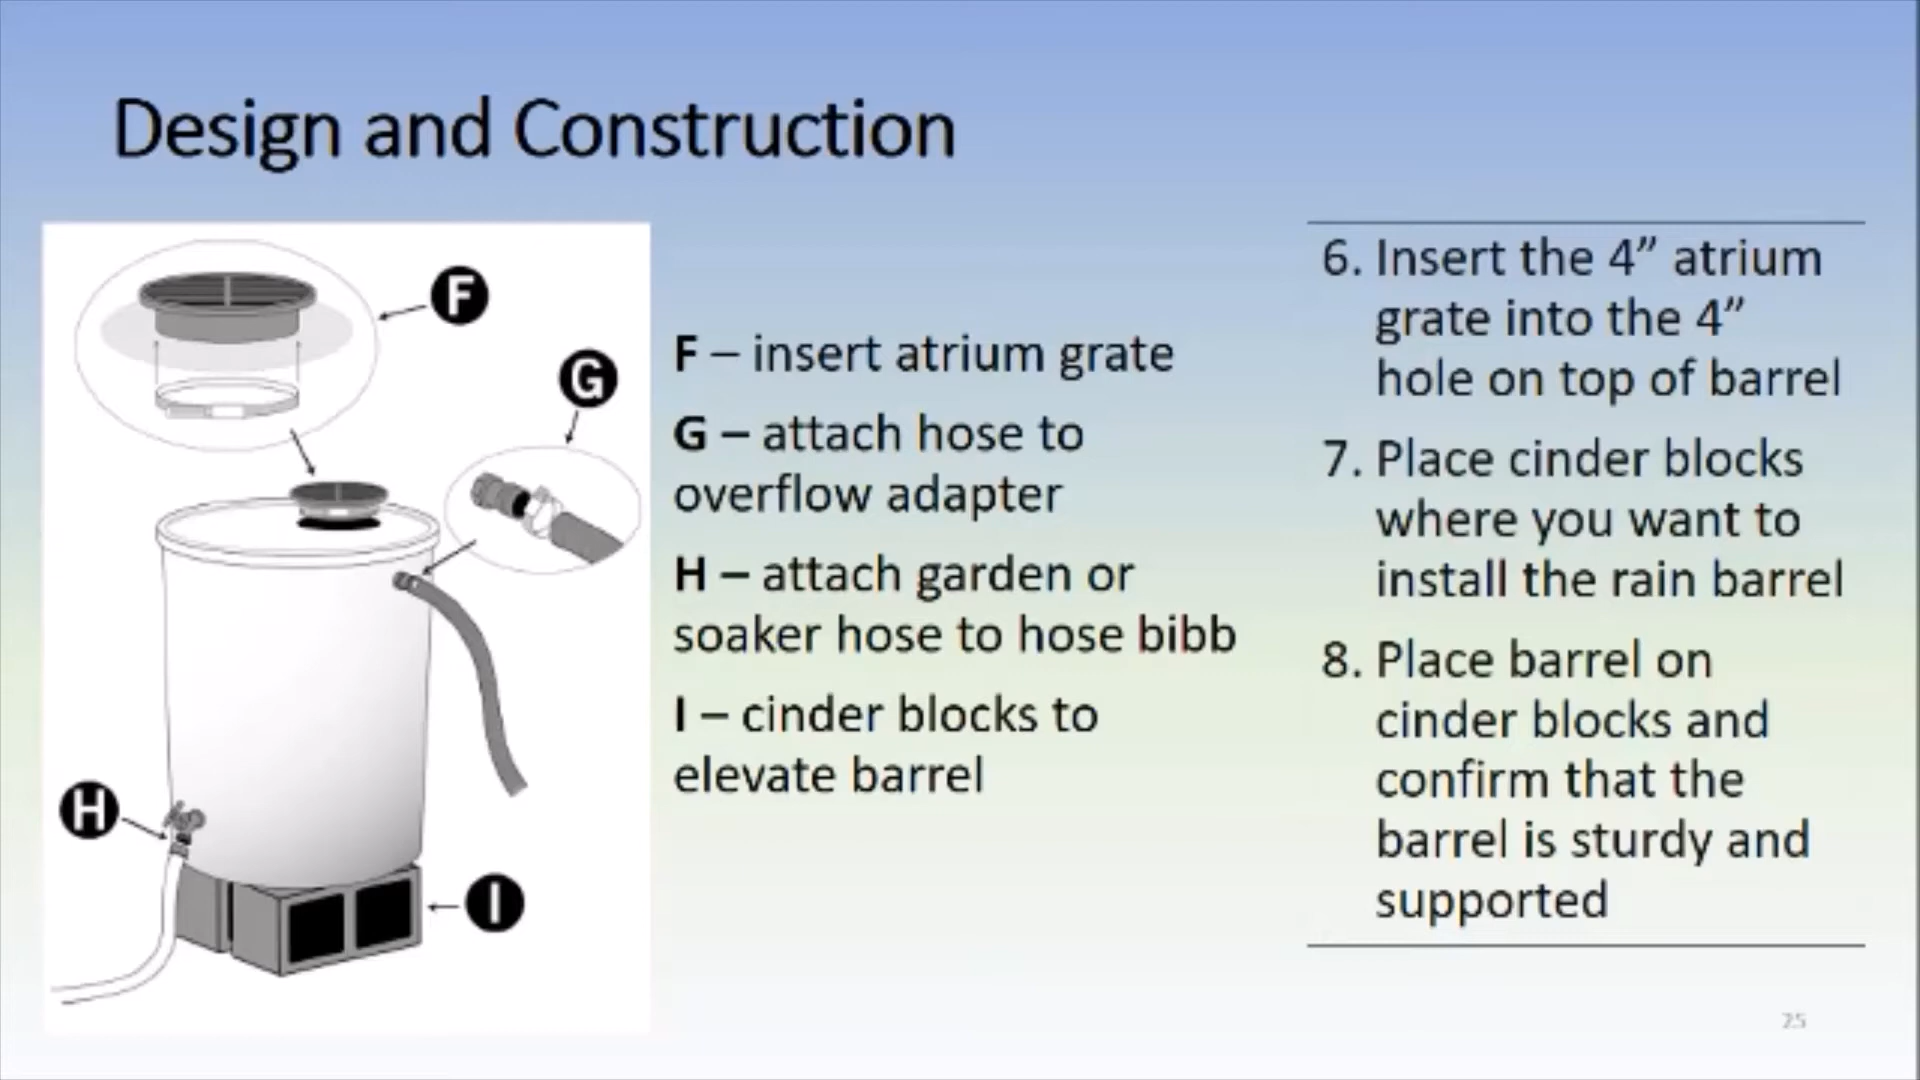 Design and Construction
F
G
H
I
F – insert atrium grate
G – attach hose to
overflow adapter
H – attach garden or
soaker hose to hose bibb
I – cinder blocks to
elevate barrel
6. Insert the 4” atrium
grate into the 4”
hole on top of barrel
7. Place cinder blocks
where you want to
install the rain barrel
8. Place barrel on
cinder blocks and
confirm that the
barrel is sturdy and
supported
25